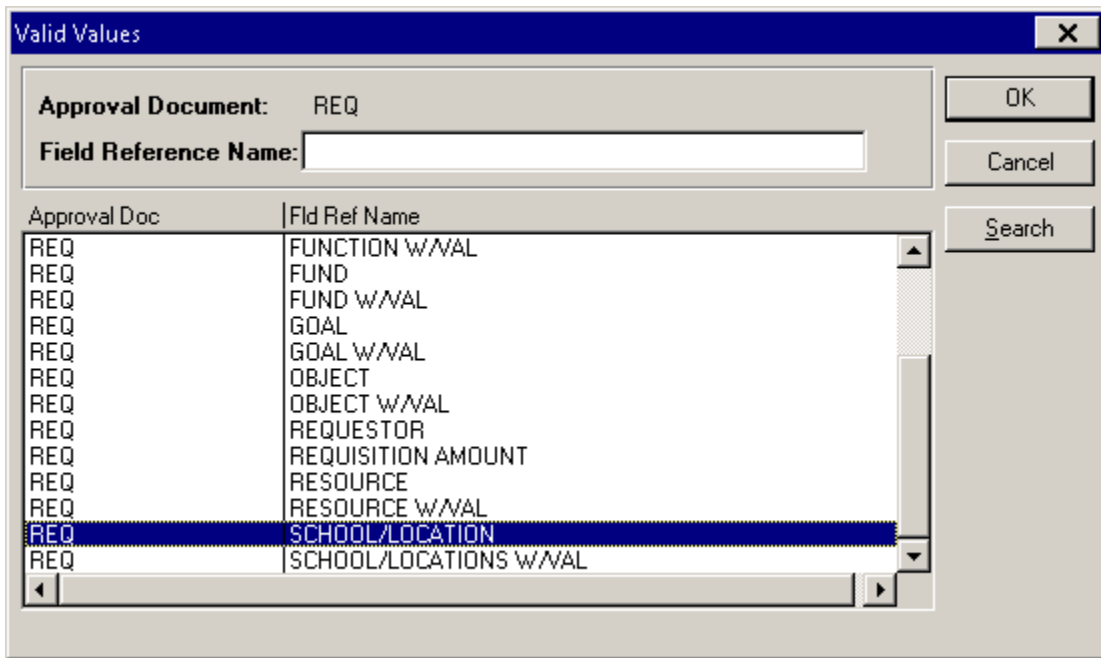 Valid Values
Approval Document: REQ
OK
Field Reference Name:
Cancel
Approval Doc Fld Ref Name
Search
REQ FUNCTION W/VAL
REQ FUND
REQ FUND W/VAL
REQ GOAL
REQ GOAL W/VAL
REQ OBJECT
REQ OBJECT W/VAL
REQ REQUESTOR
REQ REQUISITION AMOUNT
REQ RESOURCE
REQ RESOURCE W/VAL
REQ SCHOOL/LOCATION
REQ SCHOOL/LOCATIONS W/VAL